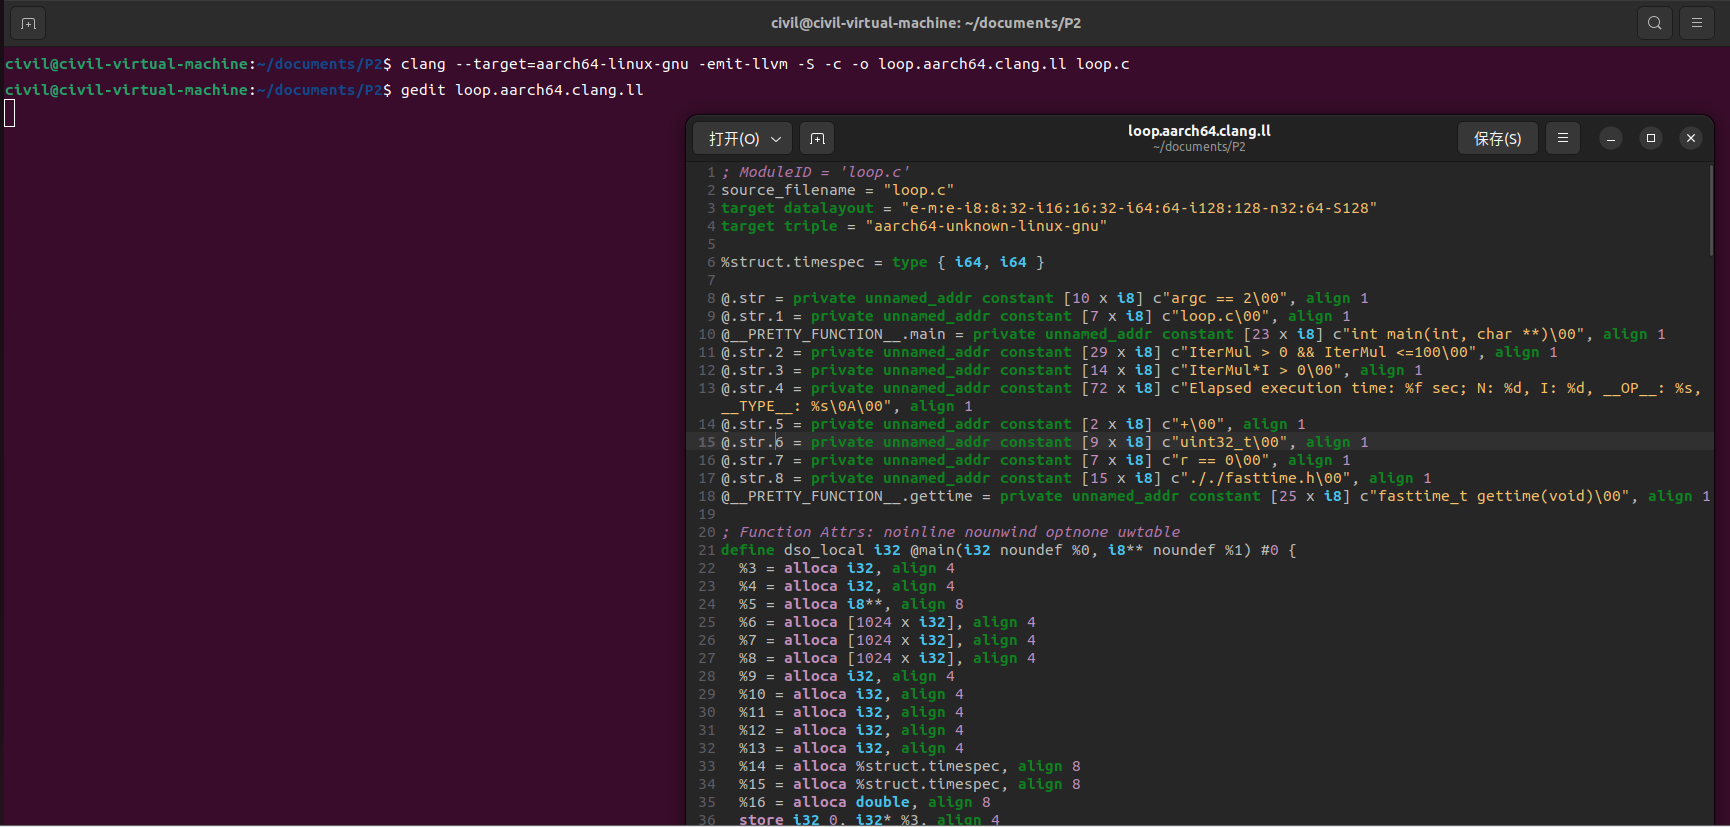 civil@civil-virtual-machine: ~/documents/P2
civil@civil-virtual-machine:~/documents/P2$ clang --target=aarch64-linux-gnu -emit-llvm -S -c -o loop.aarch64.clang.ll loop.c
civil@civil-virtual-machine:~/documents/P2$ gedit loop.aarch64.clang.ll
打开(O)
loop.aarch64.clang.ll
~/documents/P2
保存(S)
1 ; ModuleID = 'loop.c'
2 source_filename = "loop.c"
3 target datalayout = "e-m:e-i8:8:32-i16:16:32-i64:64-i128:128-n32:64-S128"
4 target triple = "aarch64-unknown-linux-gnu"
5
6 %struct.timespec = type { i64, i64 }
7
8 @.str = private unnamed_addr constant [10 x i8] c"argc == 2\00", align 1
9 @.str.1 = private unnamed_addr constant [7 x i8] c"loop.c\00", align 1
10 @__PRETTY_FUNCTION__.main = private unnamed_addr constant [23 x i8] c"int main(int, char **)\00", align 1
11 @.str.2 = private unnamed_addr constant [29 x i8] c"IterMul > 0 && IterMul <=100\00", align 1
12 @.str.3 = private unnamed_addr constant [14 x i8] c"IterMul*I > 0\00", align 1
13 @.str.4 = private unnamed_addr constant [72 x i8] c"Elapsed execution time: %f sec; N: %d, I: %d, __OP__: %s,
__TYPE__: %s\0A\00", align 1
14 @.str.5 = private unnamed_addr constant [2 x i8] c"+\00", align 1
15 @.str.6 = private unnamed_addr constant [9 x i8] c"uint32_t\00", align 1
16 @.str.7 = private unnamed_addr constant [7 x i8] c"r == 0\00", align 1
17 @.str.8 = private unnamed_addr constant [15 x i8] c"././fasttime.h\00", align 1
18 @__PRETTY_FUNCTION__.gettime = private unnamed_addr constant [25 x i8] c"fasttime_t gettime(void)\00", align 1
19
20 ; Function Attrs: noinline nounwind optnone uwtable
21 define dso_local i32 @main(i32 noundef %0, i8** noundef %1) #0 {
22 %3 = alloca i32, align 4
23 %4 = alloca i32, align 4
24 %5 = alloca i8**, align 8
25 %6 = alloca [1024 x i32], align 4
26 %7 = alloca [1024 x i32], align 4
27 %8 = alloca [1024 x i32], align 4
28 %9 = alloca i32, align 4
29 %10 = alloca i32, align 4
30 %11 = alloca i32, align 4
31 %12 = alloca i32, align 4
32 %13 = alloca i32, align 4
33 %14 = alloca %struct.timespec, align 8
34 %15 = alloca %struct.timespec, align 8
35 %16 = alloca double, align 8
36 store i32 0, i32* %3, align 4